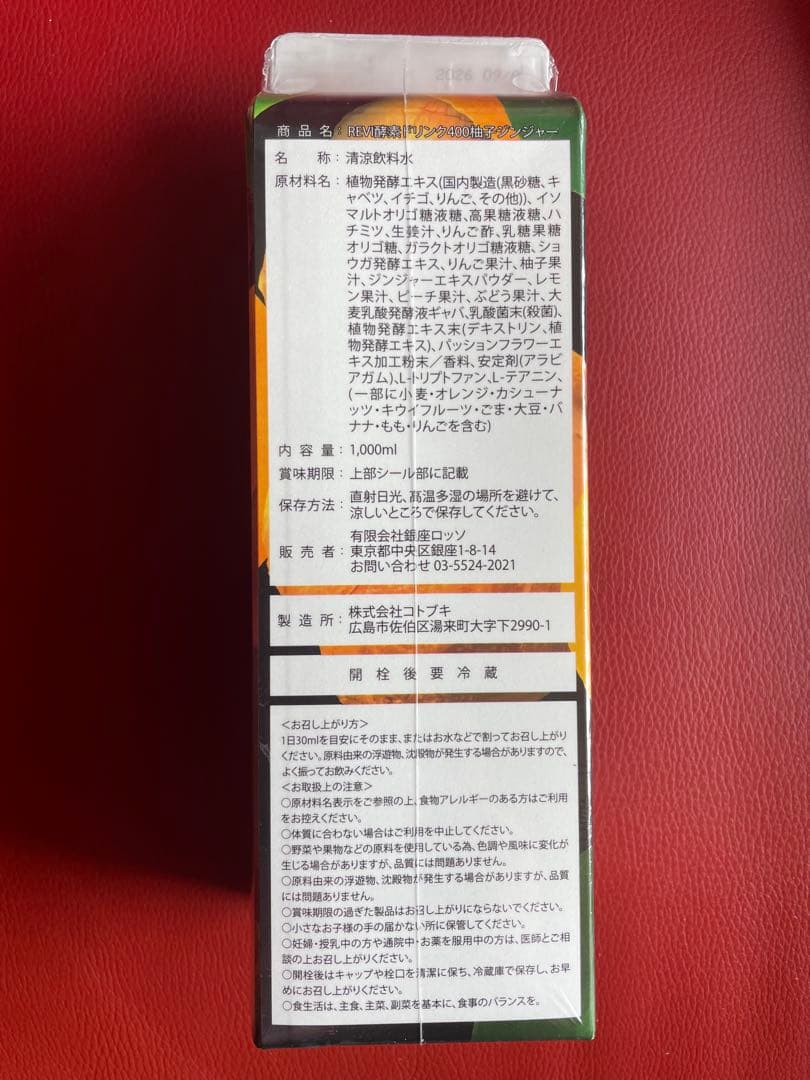 2026 09
商品名：REVI酵素ドリンク400柚子ジンジャー
名称：清涼飲料水
原材料名：植物発酵エキス(国内製造(黒砂糖、キ
ャベツ、イチゴ、りんご、その他))、イソ
マルトオリゴ糖液糖、高果糖液糖、ハ
チミツ、生姜汁、りんご酢、乳糖果糖
オリゴ糖、ガラクトオリゴ糖液糖、ショ
ウガ発酵エキス、りんご果汁、柚子果
汁、ジンジャーエキスパウダー、レモ
ン果汁、ピーチ果汁、ぶどう果汁、大
麦乳酸発酵液ギャバ、乳酸菌末(殺菌)、
植物発酵エキス末(デキストリン、植
物発酵エキス)、パッションフラワーエ
キス加工粉末／香料、安定剤(アラビ
アガム)、L-トリプトファン、L-テアニン、
(一部に小麦・オレンジ・カシューナ
ッツ・キウイフルーツ・ごま・大豆・バ
ナナ・もも・りんごを含む)
内容量：1,000ml
賞味期限：上部シール部に記載
保存方法：直射日光、高温多湿の場所を避けて、
涼しいところで保存してください。
有限会社銀座ロッソ
販売者：東京都中央区銀座1-8-14
お問い合わせ 03-5524-2021
製造所：株式会社コトブキ
広島市佐伯区湯来町大字下2990-1
開栓後要冷蔵
＜お召し上がり方＞
1日30mlを目安にそのまま、またはお水などで割ってお召し上がり
ください。原料由来の浮遊物、沈殿物が発生する場合がありますので、
よく振ってお飲みください。
＜お取扱上の注意＞
○原材料名表示をご参照の上、食物アレルギーのある方はご利用
をお控えください。
○体質に合わない場合はご利用を中止してください。
○野菜や果物などの原料を使用している為、色調や風味に変化が
生じる場合がありますが、品質には問題ありません。
○原料由来の浮遊物、沈殿物が発生する場合がありますが、品質
には問題ありません。
○賞味期限の過ぎた製品はお召し上がりにならないでください。
○小さなお子様の手の届かない所に保管してください。
○妊婦・授乳中の方や通院中・お薬を服用中の方は、医師とご相
談の上お召し上がりください。
○開栓後はキャップや栓口を清潔に保ち、冷蔵庫で保存し、お早
めにお召し上がりください。
○食生活は、主食、主菜、副菜を基本に、食事のバランスを。